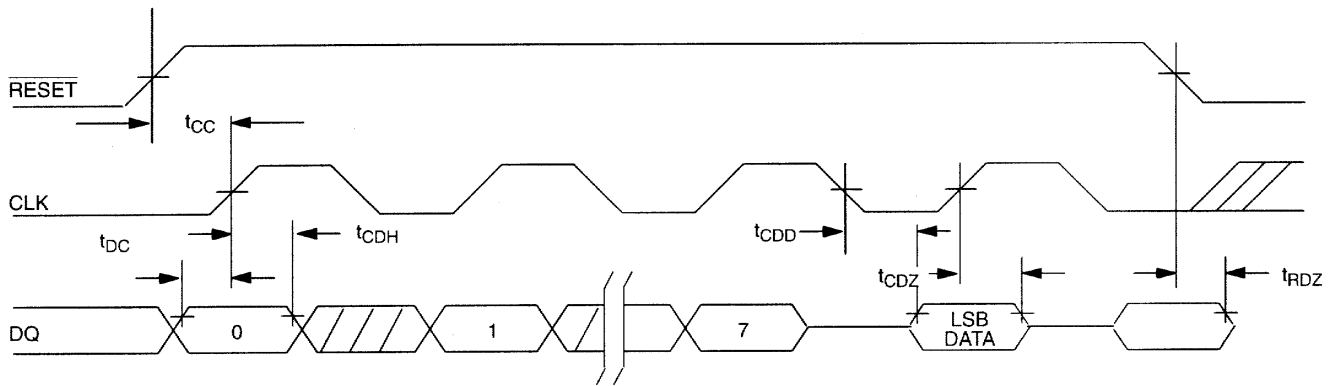 RESET
tCC
CLK
tDC
tCDH
tCDD
tCDZ
tRDZ
DQ
0
1
7
LSB
DATA